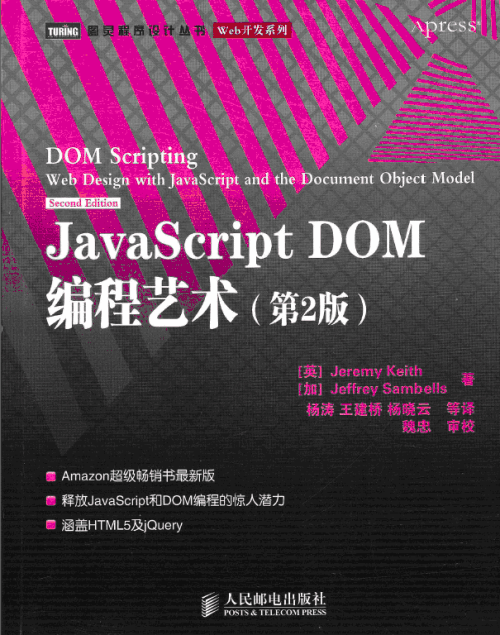 TURING 图灵程序设计丛书 Web开发系列
Apress®
DOM Scripting
Web Design with JavaScript and the Document Object Model
Second Edition
JavaScript DOM
编程艺术（第2版）
[英] Jeremy Keith
[加] Jeffrey Sambells 著
杨涛 王建桥 杨晓云 等译
魏忠 审校
Amazon超级畅销书最新版
释放JavaScript和DOM编程的惊人潜力
涵盖HTML5及jQuery
人民邮电出版社
POSTS & TELECOM PRESS